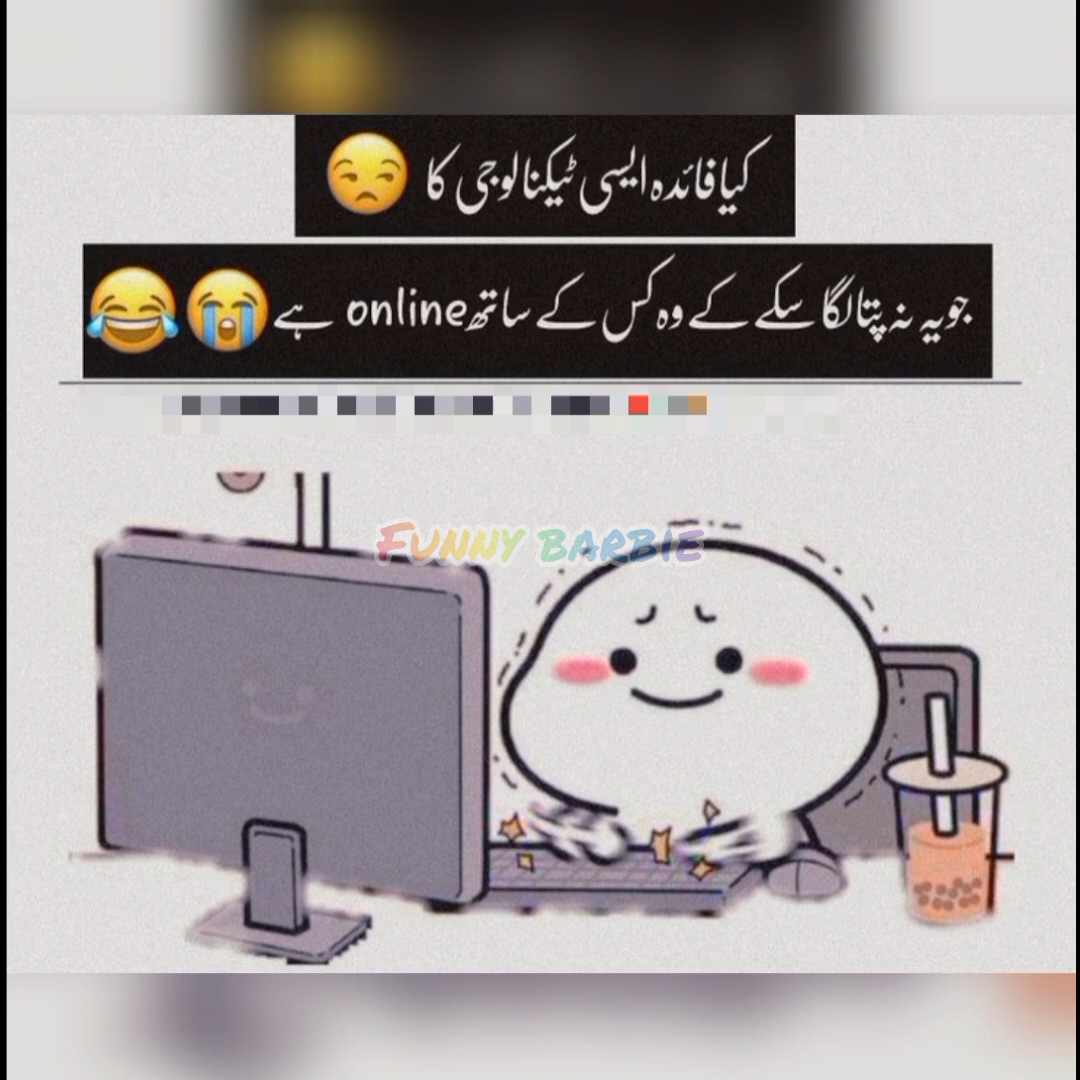 کیا فائدہ ایسی ٹیکنالوجی کا 😒
جو یہ نہ پتا لگا سکے کے وہ کس کے ساتھ online ہے 😭😂
FUNNY BARBIE